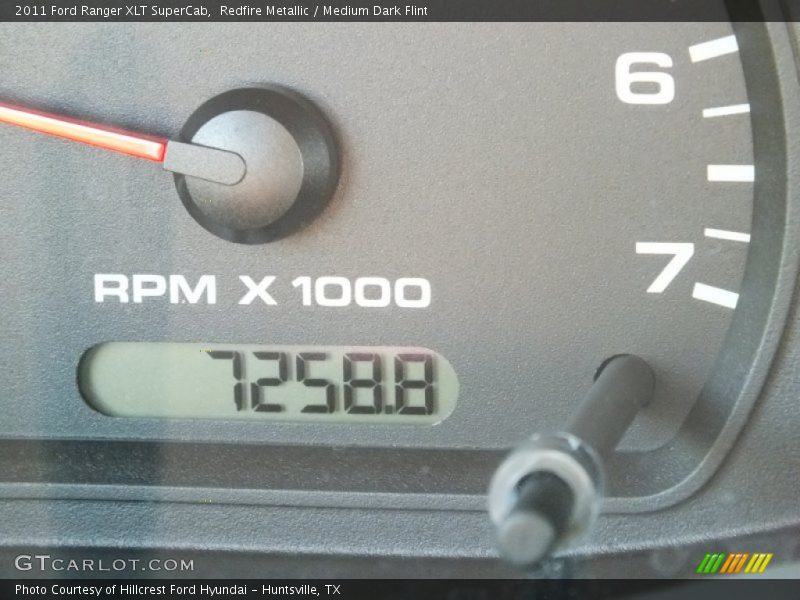 2011 Ford Ranger XLT SuperCab,  Redfire Metallic / Medium Dark Flint
6
7
RPM X 1000
7258.8
GTCARLOT.COM
Photo Courtesy of Hillcrest Ford Hyundai – Huntsville, TX